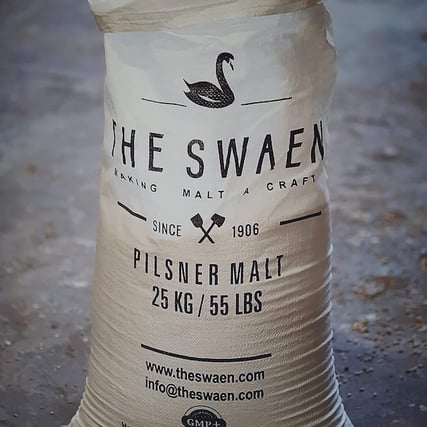 THE SWAEN
MAKING MALT A CRAFT
SINCE 1906
PILSNER MALT
25 KG / 55 LBS
www.theswaen.com
info@theswaen.com
GMP+